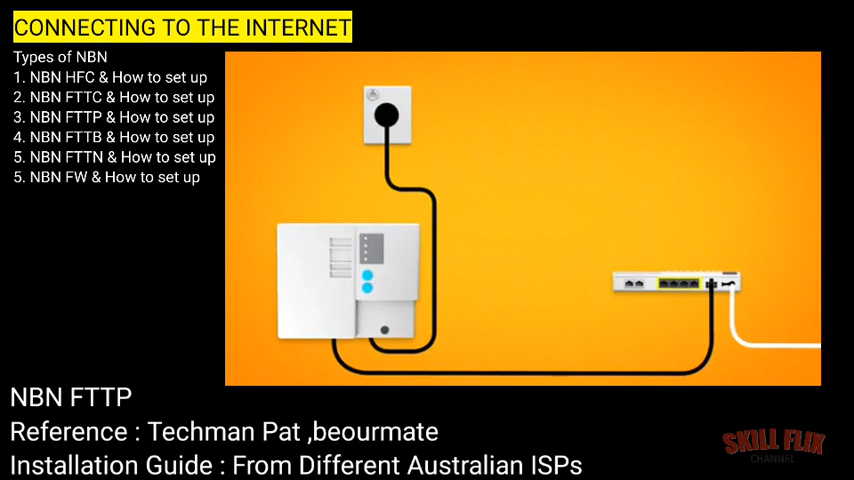 CONNECTING TO THE INTERNET
Types of NBN
1. NBN HFC & How to set up
2. NBN FTTC & How to set up
3. NBN FTTP & How to set up
4. NBN FTTB & How to set up
5. NBN FTTN & How to set up
5. NBN FW & How to set up
NBN FTTP
Reference : Techman Pat ,beourmate
Installation Guide : From Different Australian ISPs
SKILL FLIX
CHANNEL